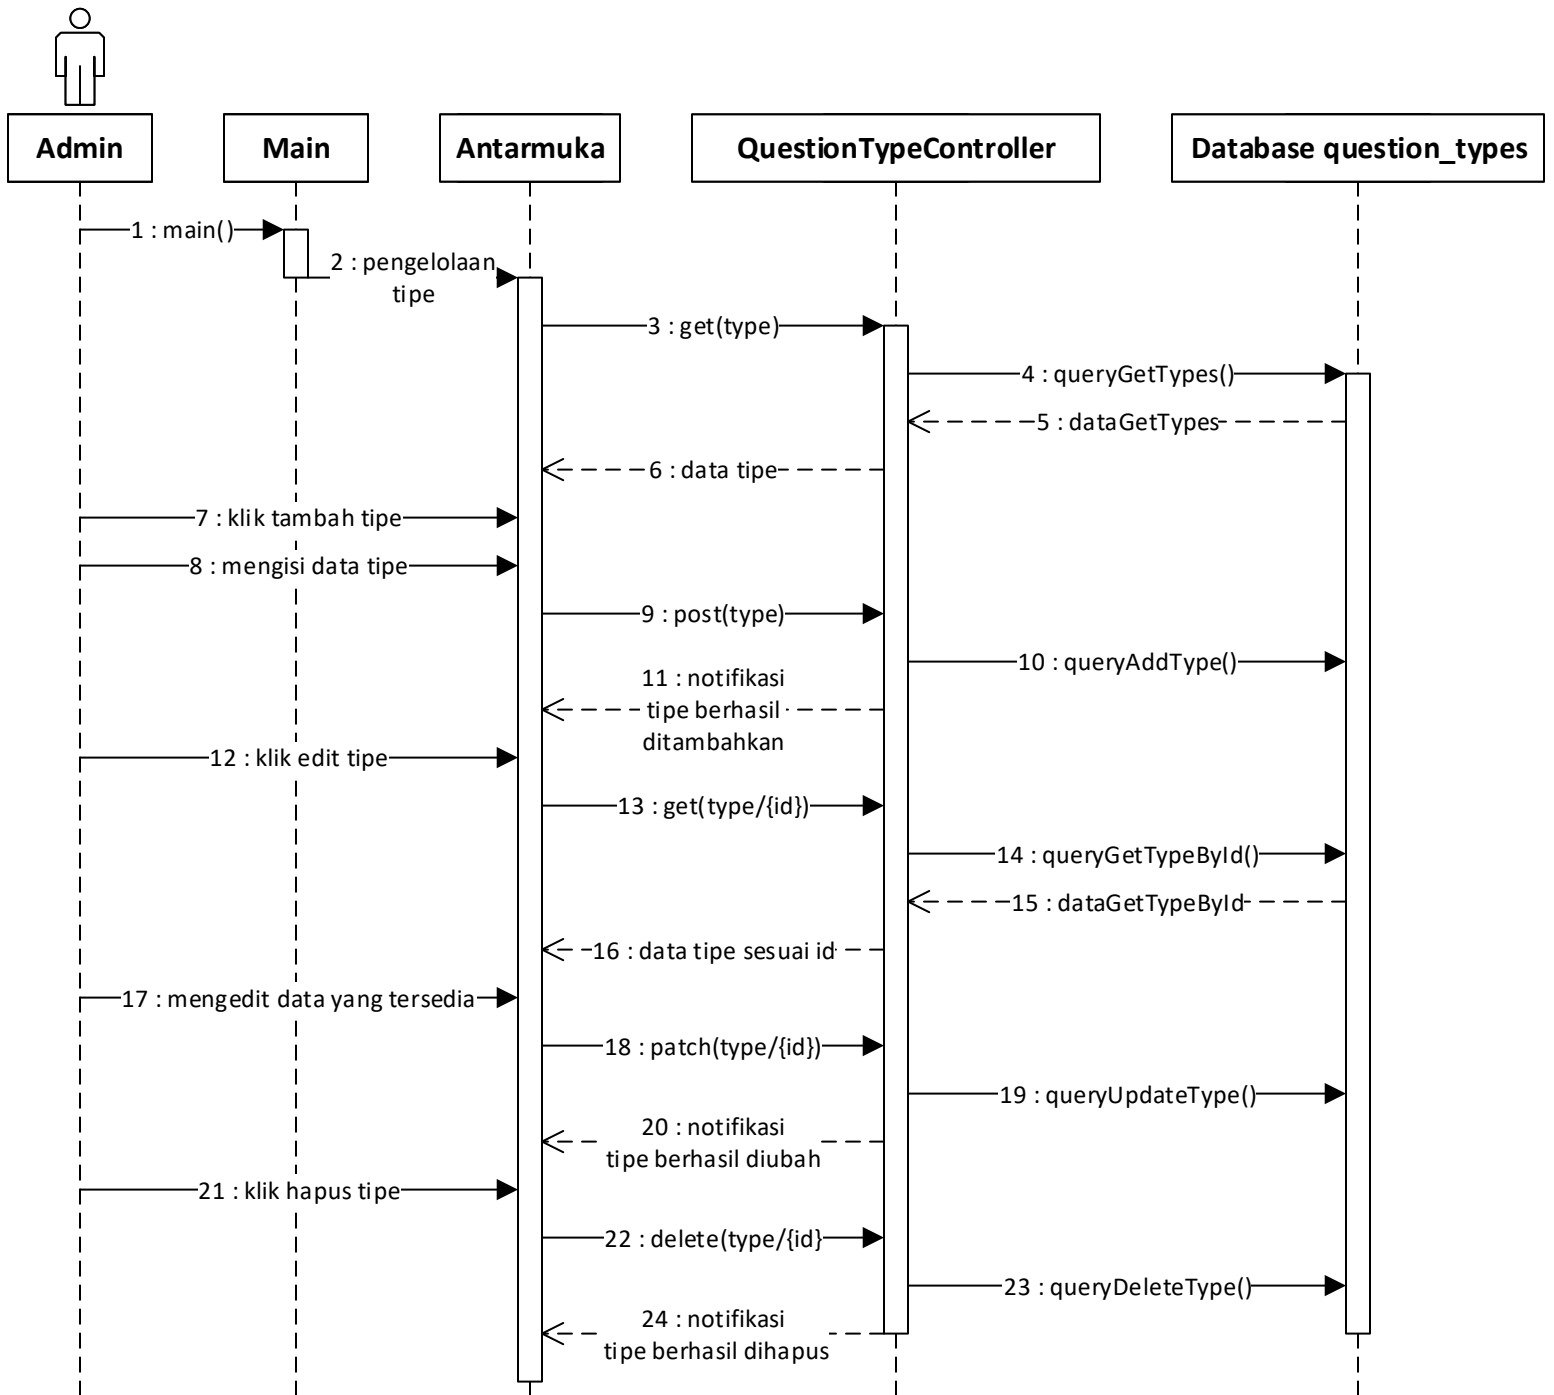 Admin
Main
Antarmuka
QuestionTypeController
Database question_types
1 : main()
2 : pengelolaan
tipe
3 : get(type)
4 : queryGetTypes()
5 : dataGetTypes
6 : data tipe
7 : klik tambah tipe
8 : mengisi data tipe
9 : post(type)
10 : queryAddType()
11 : notifikasi
tipe berhasil
ditambahkan
12 : klik edit tipe
13 : get(type/{id})
14 : queryGetTypeById()
15 : dataGetTypeById
16 : data tipe sesuai id
17 : mengedit data yang tersedia
18 : patch(type/{id})
19 : queryUpdateType()
20 : notifikasi
tipe berhasil diubah
21 : klik hapus tipe
22 : delete(type/{id}
23 : queryDeleteType()
24 : notifikasi
tipe berhasil dihapus